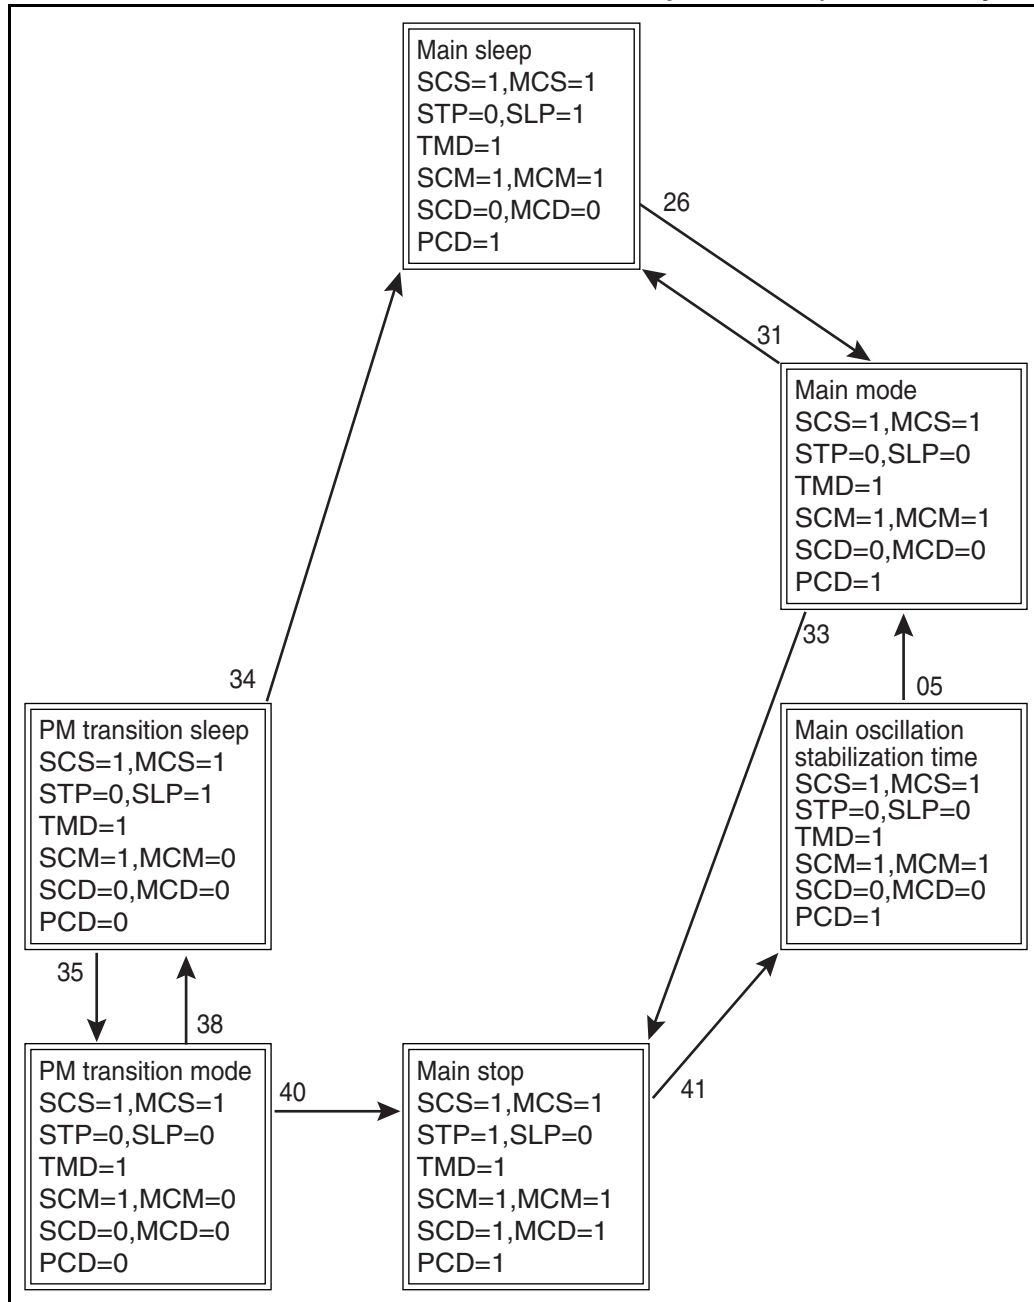 Main sleep
SCS=1,MCS=1
STP=0,SLP=1
TMD=1
SCM=1,MCM=1
SCD=0,MCD=0
PCD=1
26
31
Main mode
SCS=1,MCS=1
STP=0,SLP=0
TMD=1
SCM=1,MCM=1
SCD=0,MCD=0
PCD=1
33
34
05
PM transition sleep
SCS=1,MCS=1
STP=0,SLP=1
TMD=1
SCM=1,MCM=0
SCD=0,MCD=0
PCD=0
Main oscillation
stabilization time
SCS=1,MCS=1
STP=0,SLP=0
TMD=1
SCM=1,MCM=1
SCD=0,MCD=0
PCD=1
35
38
PM transition mode
SCS=1,MCS=1
STP=0,SLP=0
TMD=1
SCM=1,MCM=0
SCD=0,MCD=0
PCD=0
40
Main stop
SCS=1,MCS=1
STP=1,SLP=0
TMD=1
SCM=1,MCM=1
SCD=1,MCD=1
PCD=1
41